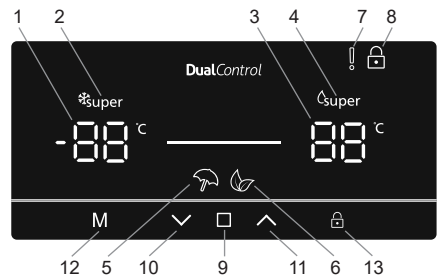 1 2 3 4 7 8
DualControl
super super
-88 °C 88 °C
M
12 5 10 9 11 6 13